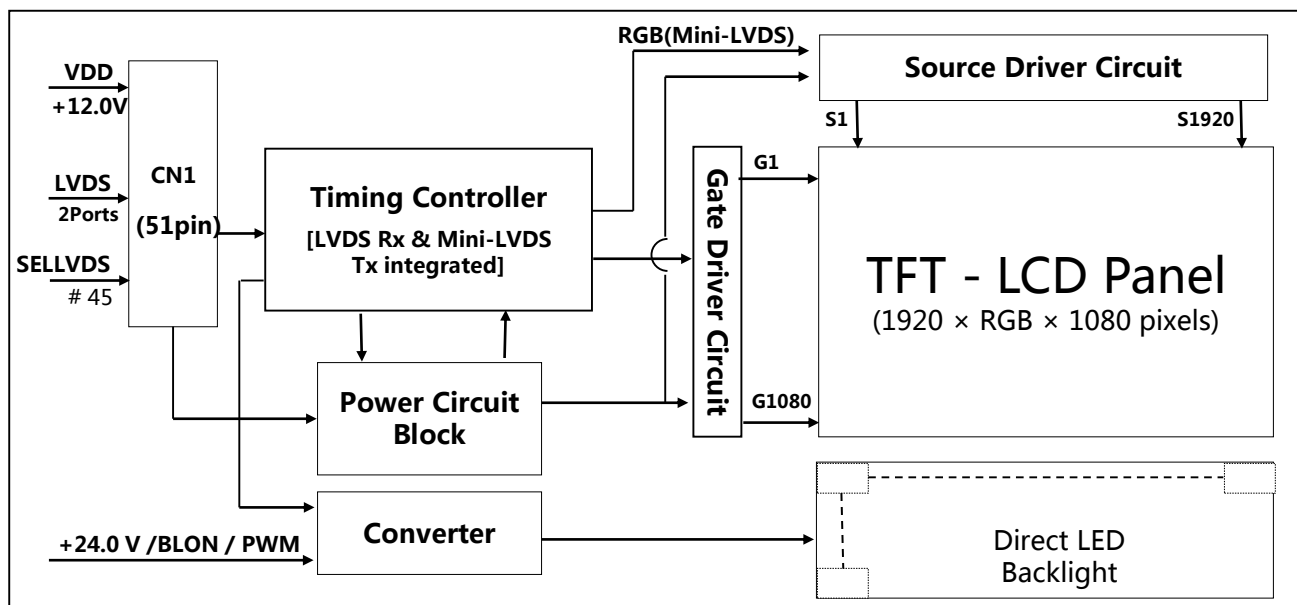 RGB(Mini-LVDS)
Source Driver Circuit
VDD
+12.0V
S1
S1920
CN1
(51pin)
LVDS
2Ports
SELLVDS
# 45
Timing Controller
[LVDS Rx & Mini-LVDS
Tx integrated]
G1
Gate Driver Circuit
G1080
TFT - LCD Panel
(1920 × RGB × 1080 pixels)
Power Circuit
Block
+24.0 V /BLON / PWM
Converter
Direct LED
Backlight